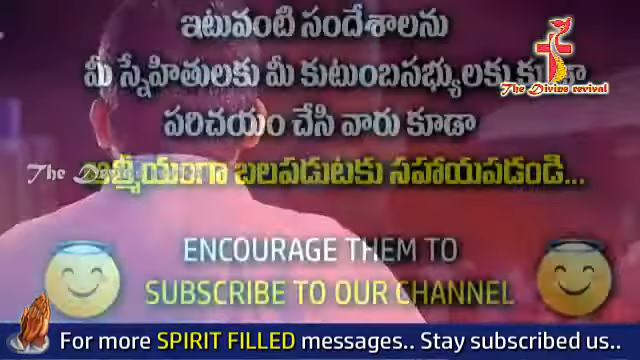 ఇటువంటి సందేశాలను
మీ స్నేహితులకు మీ కుటుంబసభ్యులకు కూడా
The Divine revival
పరిచయం చేసి వారు కూడా
ఆత్మీయంగా బలపడుటకు సహాయపడండి...
The
ENCOURAGE THEM TO
SUBSCRIBE TO OUR CHANNEL
For more SPIRIT FILLED messages.. Stay subscribed us..